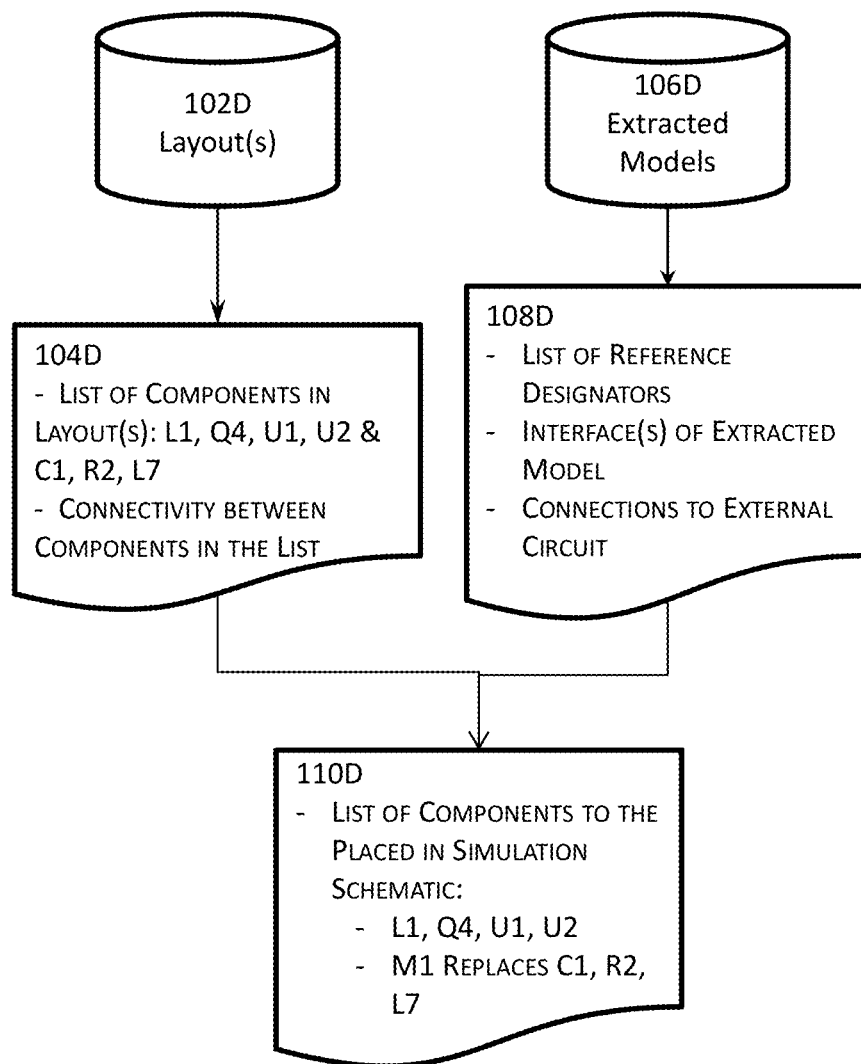 102D
Layout(s)
106D
Extracted
Models
104D
- LIST OF COMPONENTS IN
LAYOUT(S): L1, Q4, U1, U2 &
C1, R2, L7
- CONNECTIVITY BETWEEN
COMPONENTS IN THE LIST
108D
- LIST OF REFERENCE
DESIGNATORS
- INTERFACE(S) OF EXTRACTED
MODEL
- CONNECTIONS TO EXTERNAL
CIRCUIT
110D
- LIST OF COMPONENTS TO THE
PLACED IN SIMULATION
SCHEMATIC:
- L1, Q4, U1, U2
- M1 REPLACES C1, R2,
L7